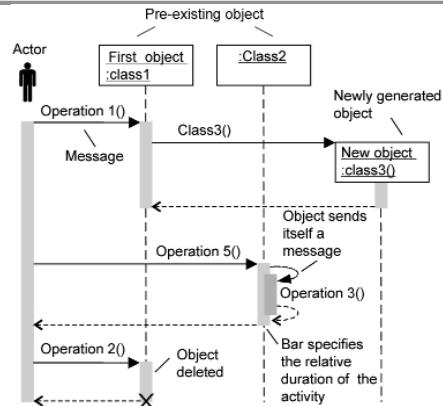 Pre-existing object
Actor
First object
:class1
:Class2
Newly generated
object
Operation 1()
Message
Class3()
New object
:class3()
Object sends
itself a
message
Operation 5()
Operation 3()
Bar specifies
the relative
duration of the
activity
Operation 2()
Object
deleted